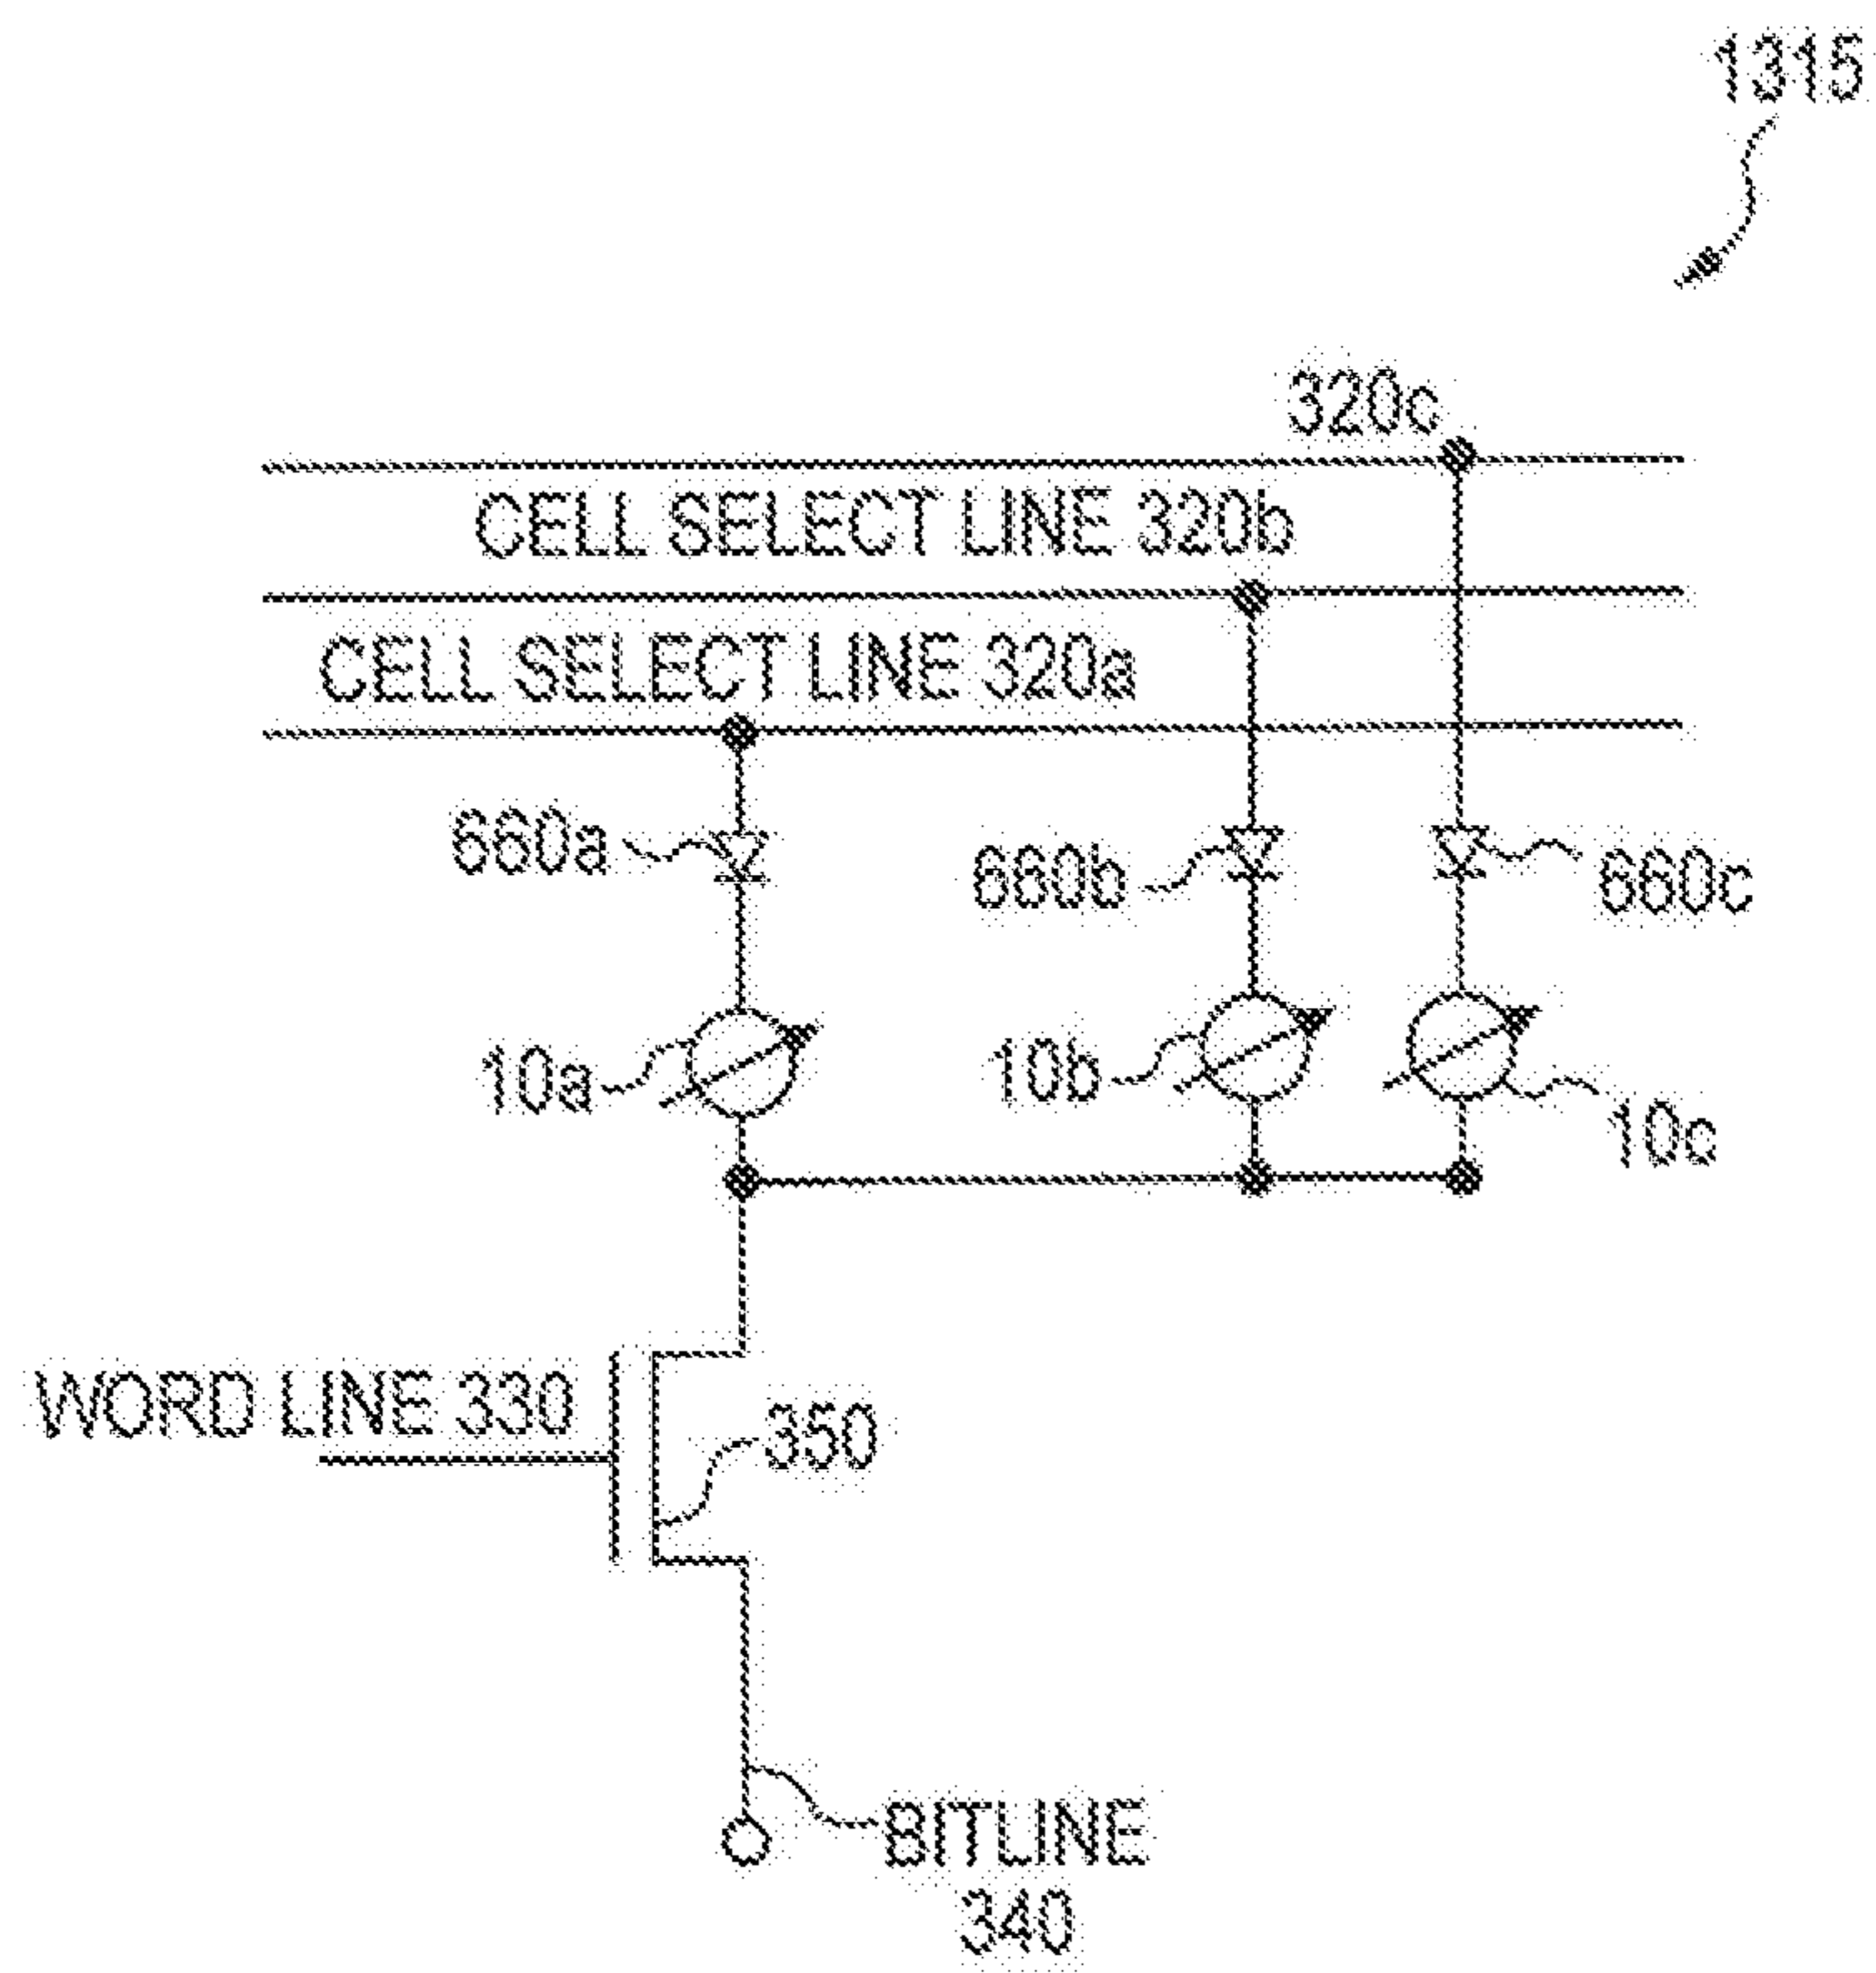 1315
320c
CELL SELECT LINE 320b
CELL SELECT LINE 320a
660a
660b
660c
10a
10b
10c
WORD LINE 330
350
BITLINE
340